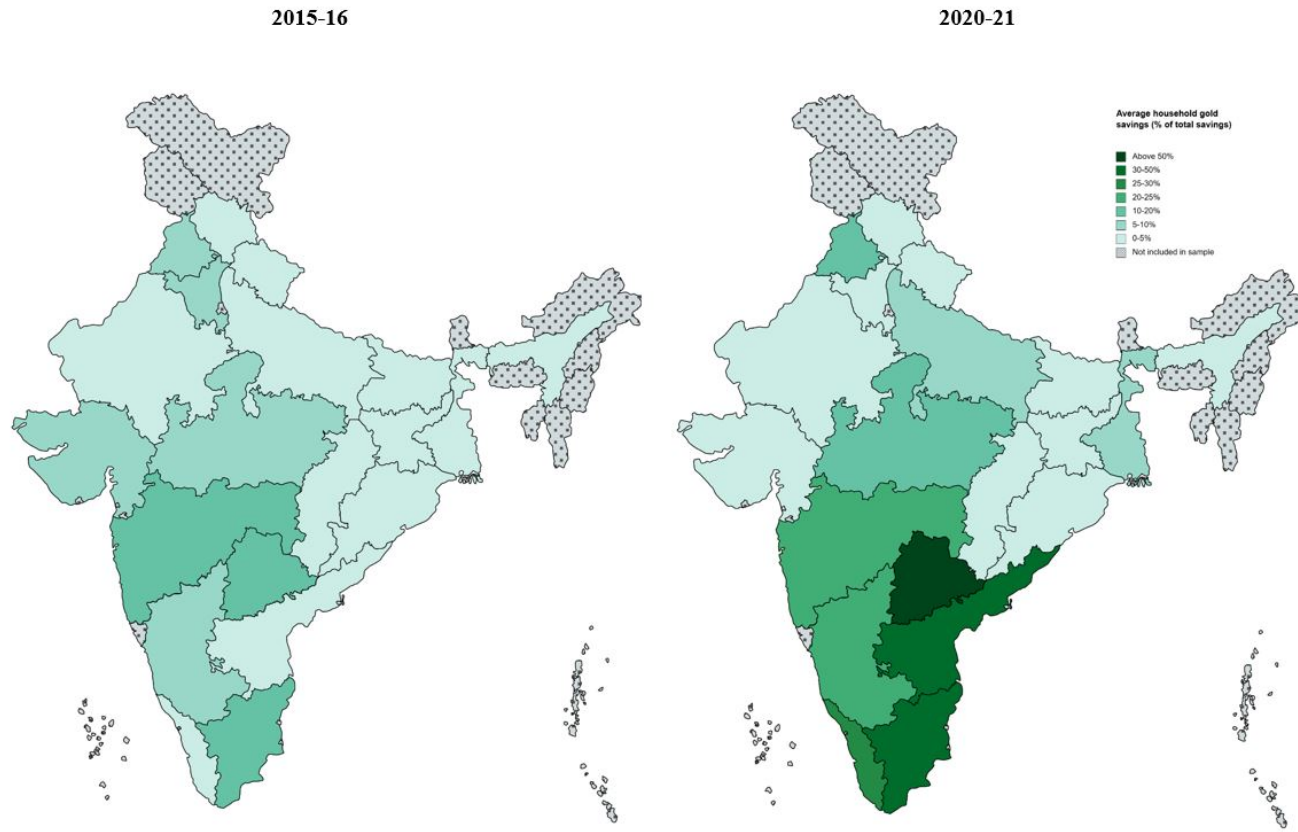 2015-16
2020-21
Average household gold
savings (% of total savings)
Above 50%
30-50%
25-30%
20-25%
10-20%
5-10%
0-5%
Not included in sample